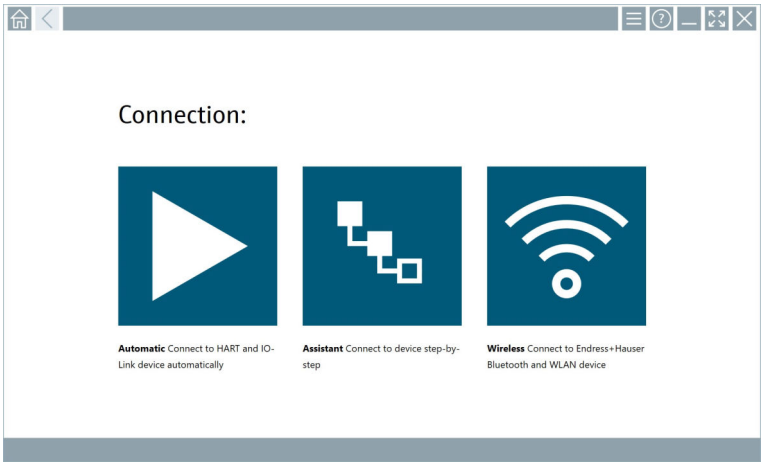 Connection:
Automatic Connect to HART and IO-
Link device automatically
Assistant Connect to device step-by-
step
Wireless Connect to Endress+Hauser
Bluetooth and WLAN device